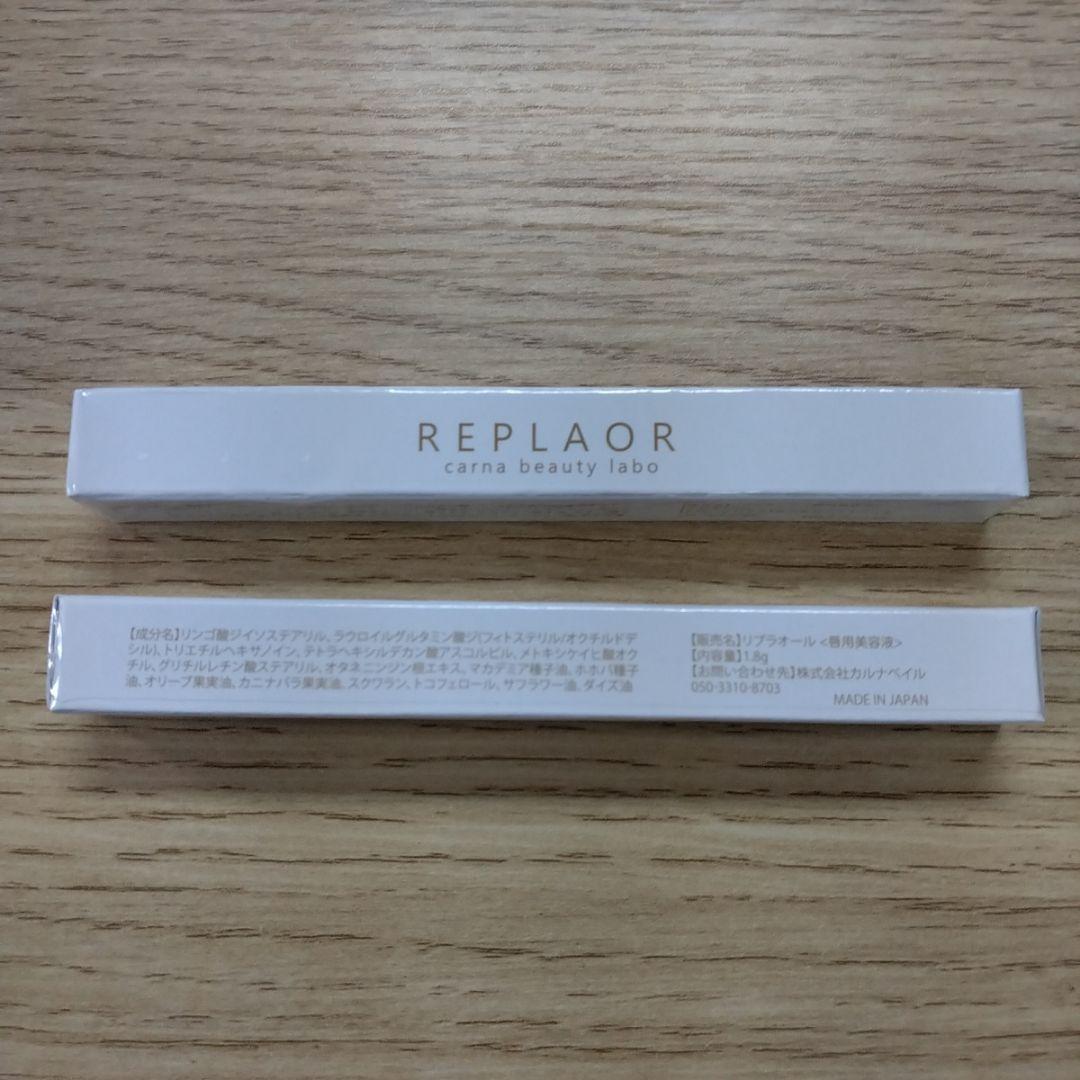 REPLAOR
carna beauty labo
【成分名】リンゴ酸ジイソステアリル、ラウロイルグルタミン酸ジ(フィトステリル/オクチルドデ
シル)、トリエチルヘキサノイン、テトラヘキシルデカン酸アスコルビル、メトキシケイヒ酸オク
チル、グリチルレチン酸ステアリル、オタネニンジン根エキス、マカデミア種子油、ホホバ種子
油、オリーブ果実油、カニナバラ果実油、スクワラン、トコフェロール、サフラワー油、ダイズ油
【販売名】リプラオール <唇用美容液>
【内容量】1.8g
【お問い合わせ先】株式会社カルナベイル
050-3310-8703
MADE IN JAPAN